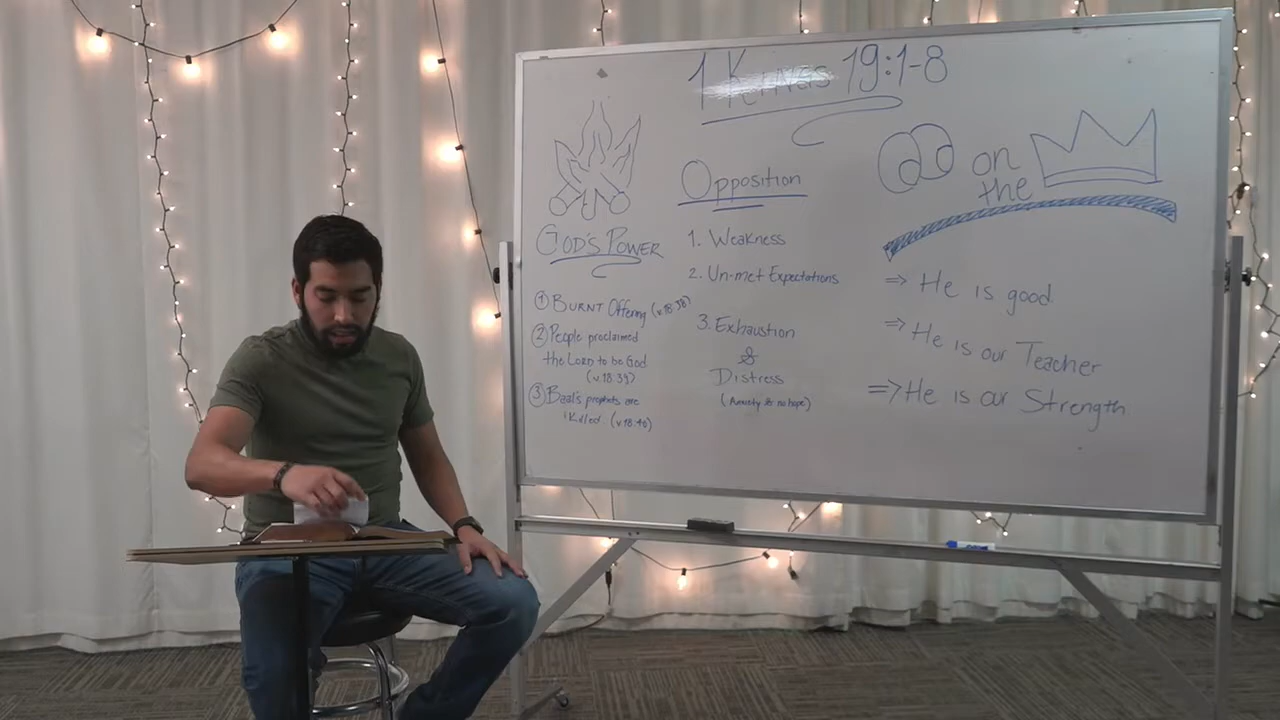 1 Kings 19:1-8
GOD'S POWER
① BURNT Offering (v.18:38)
② People proclaimed
the LORD to be God
(v.18:39)
③ Baal's prophets are
Killed. (v.18:40)
Opposition
1. Weakness
2. Un-met Expectations
3. Exhaustion
&
Distress
(Anxiety & no hope)
on
the
⇒ He is good
⇒ He is our Teacher
⇒ He is our Strength